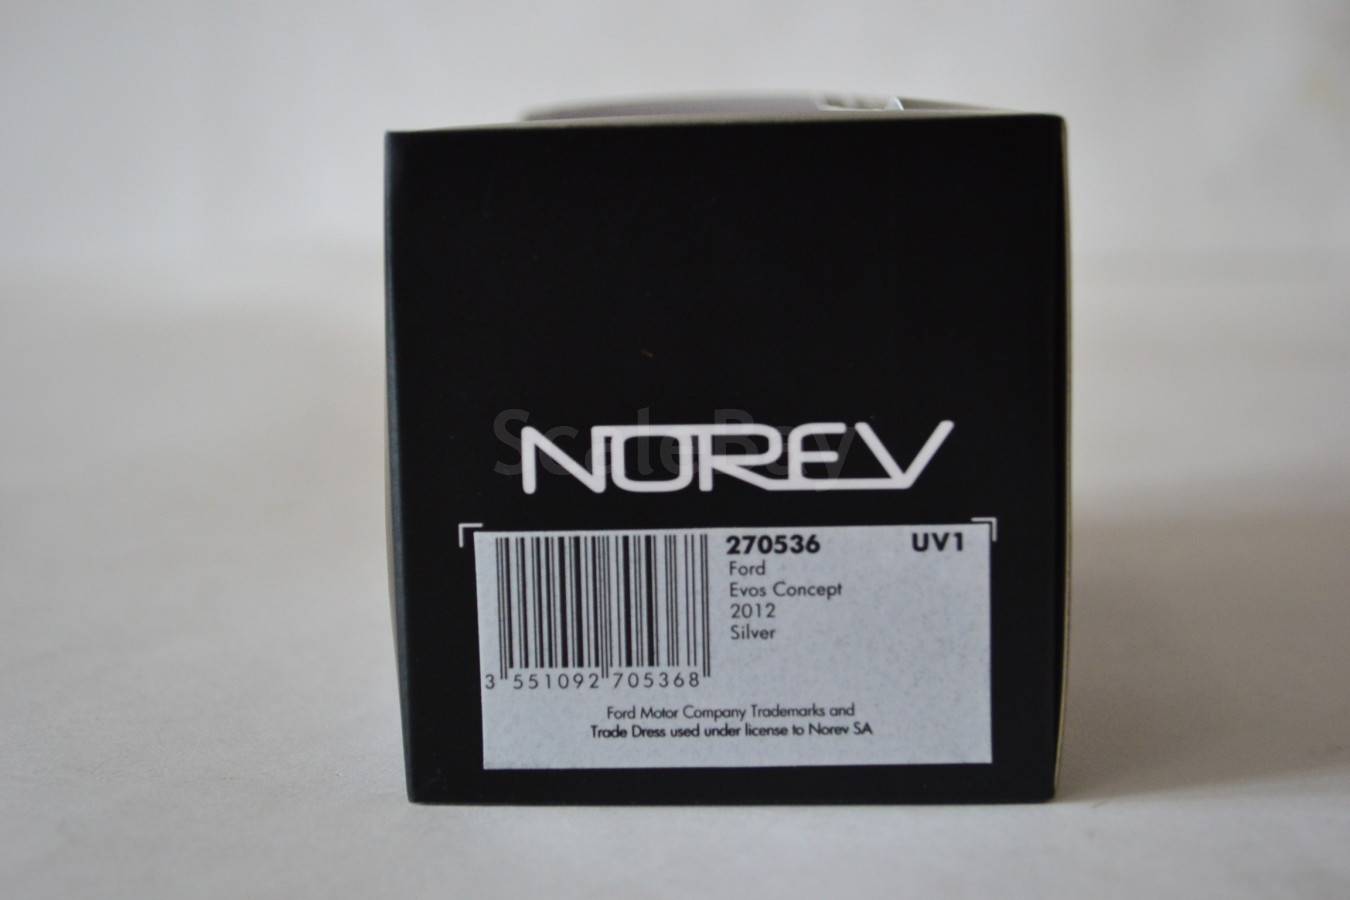 ScaleBay
NOREV
270536 UV1
Ford
Evos Concept
2012
Silver
3 551092 705368
Ford Motor Company Trademarks and
Trade Dress used under license to Norev SA